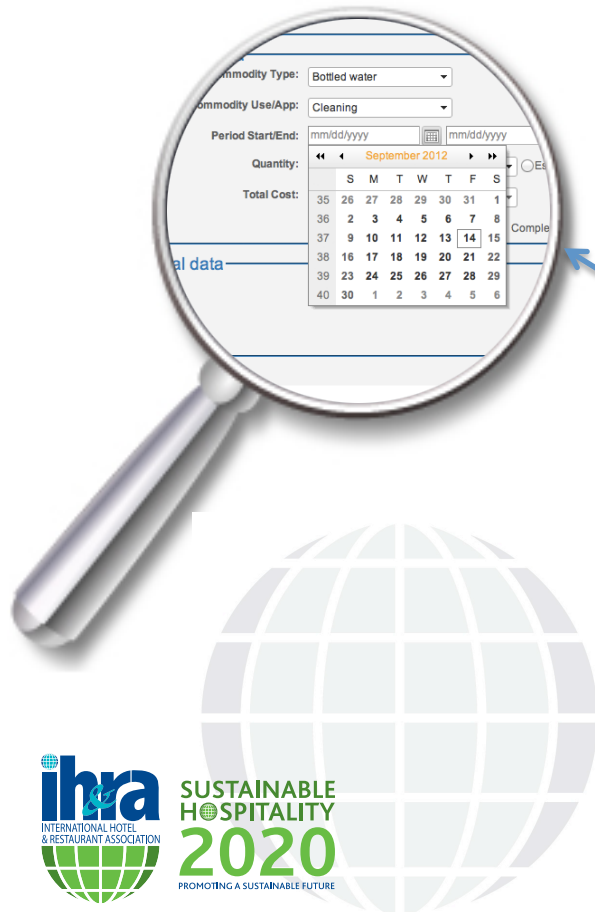 mmodity Type: Bottled water
ommodity Use/App: Cleaning
Period Start/End: mm/dd/yyyy mm/dd/yyyy
September 2012
Quantity:
S M T W T F S
Total Cost:
35 26 27 28 29 30 31 1
36 2 3 4 5 6 7 8
Comple
37 9 10 11 12 13 14 15
al data
38 16 17 18 19 20 21 22
39 23 24 25 26 27 28 29
40 30 1 2 3 4 5 6
ih&ra
INTERNATIONAL HOTEL
& RESTAURANT ASSOCIATION
SUSTAINABLE
HOSPITALITY
2020
PROMOTING A SUSTAINABLE FUTURE